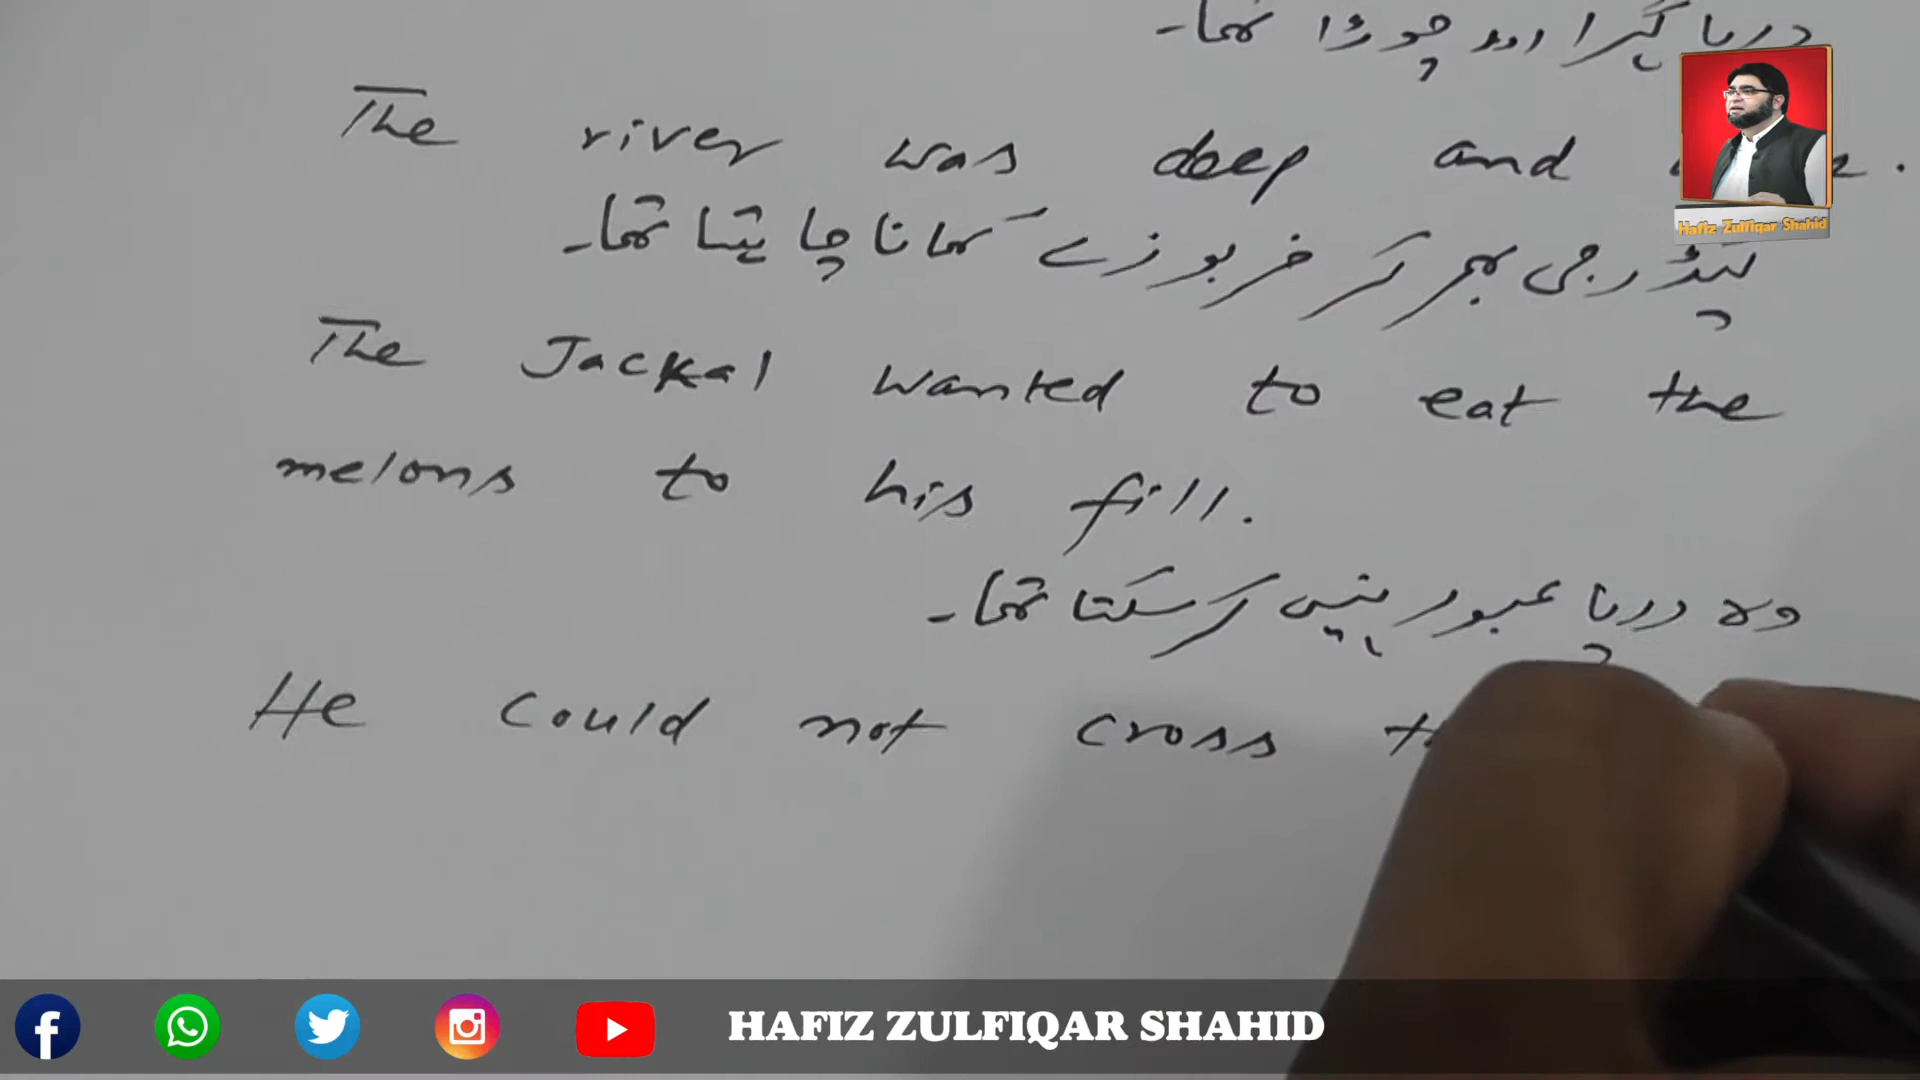 دریا گہرا اور چوڑا تھا۔
The river was deep and
Hafiz Zulfiqar Shahid
گیدڑ جی بھر کر خربوزے کھانا چاہتا تھا۔
The Jackal wanted to eat the
melons to his fill.
وہ دریا عبور نہیں کر سکتا تھا۔
He could not cross
HAFIZ ZULFIQAR SHAHID